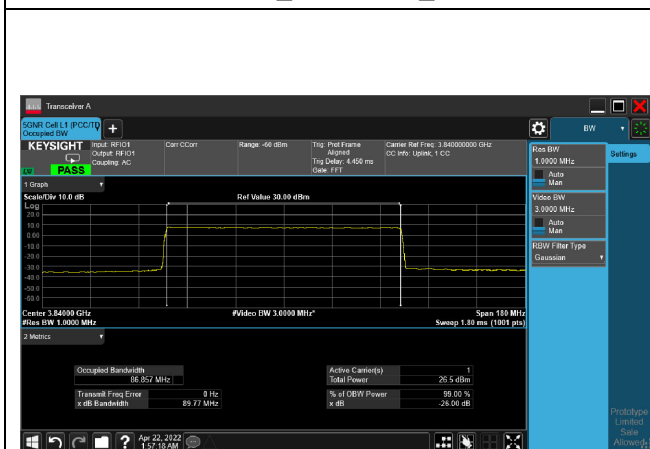 Transceiver A
5GNR Cell L1 (PCC/TD
Occupied BW
+
BW
KEYSIGHT
PASS
Input: RFIO1
Output: RFIO1
Coupling: AC
Corr CCorr
Range: -60 dBm
Trig: Prot Frame
Aligned
Trig Delay: 4.450 ms
Gate: FFT
Carrier Ref Freq: 3.840000000 GHz
CC Info: Uplink, 1 CC
1 Graph
Scale/Div 10.0 dB
Ref Value 30.00 dBm
Log
20.0
10.0
0.00
-10.0
-20.0
-30.0
-40.0
-50.0
-60.0
Center 3.84000 GHz
#Video BW 3.0000 MHz*
Span 180 MHz
#Res BW 1.0000 MHz
Sweep 1.80 ms (1001 pts)
2 Metrics
Occupied Bandwidth
86.857 MHz
Active Carrier(s) 1
Total Power 26.5 dBm
Transmit Freq Error 0 Hz
x dB Bandwidth 89.77 MHz
% of OBW Power 99.00 %
x dB -26.00 dB
Res BW
1.0000 MHz
Auto
Man
Video BW
3.0000 MHz
Auto
Man
RBW Filter Type
Gaussian
Settings
Prototype
Limited
Sale
Allowed
?
Apr 22, 2022
1:57:18 AM